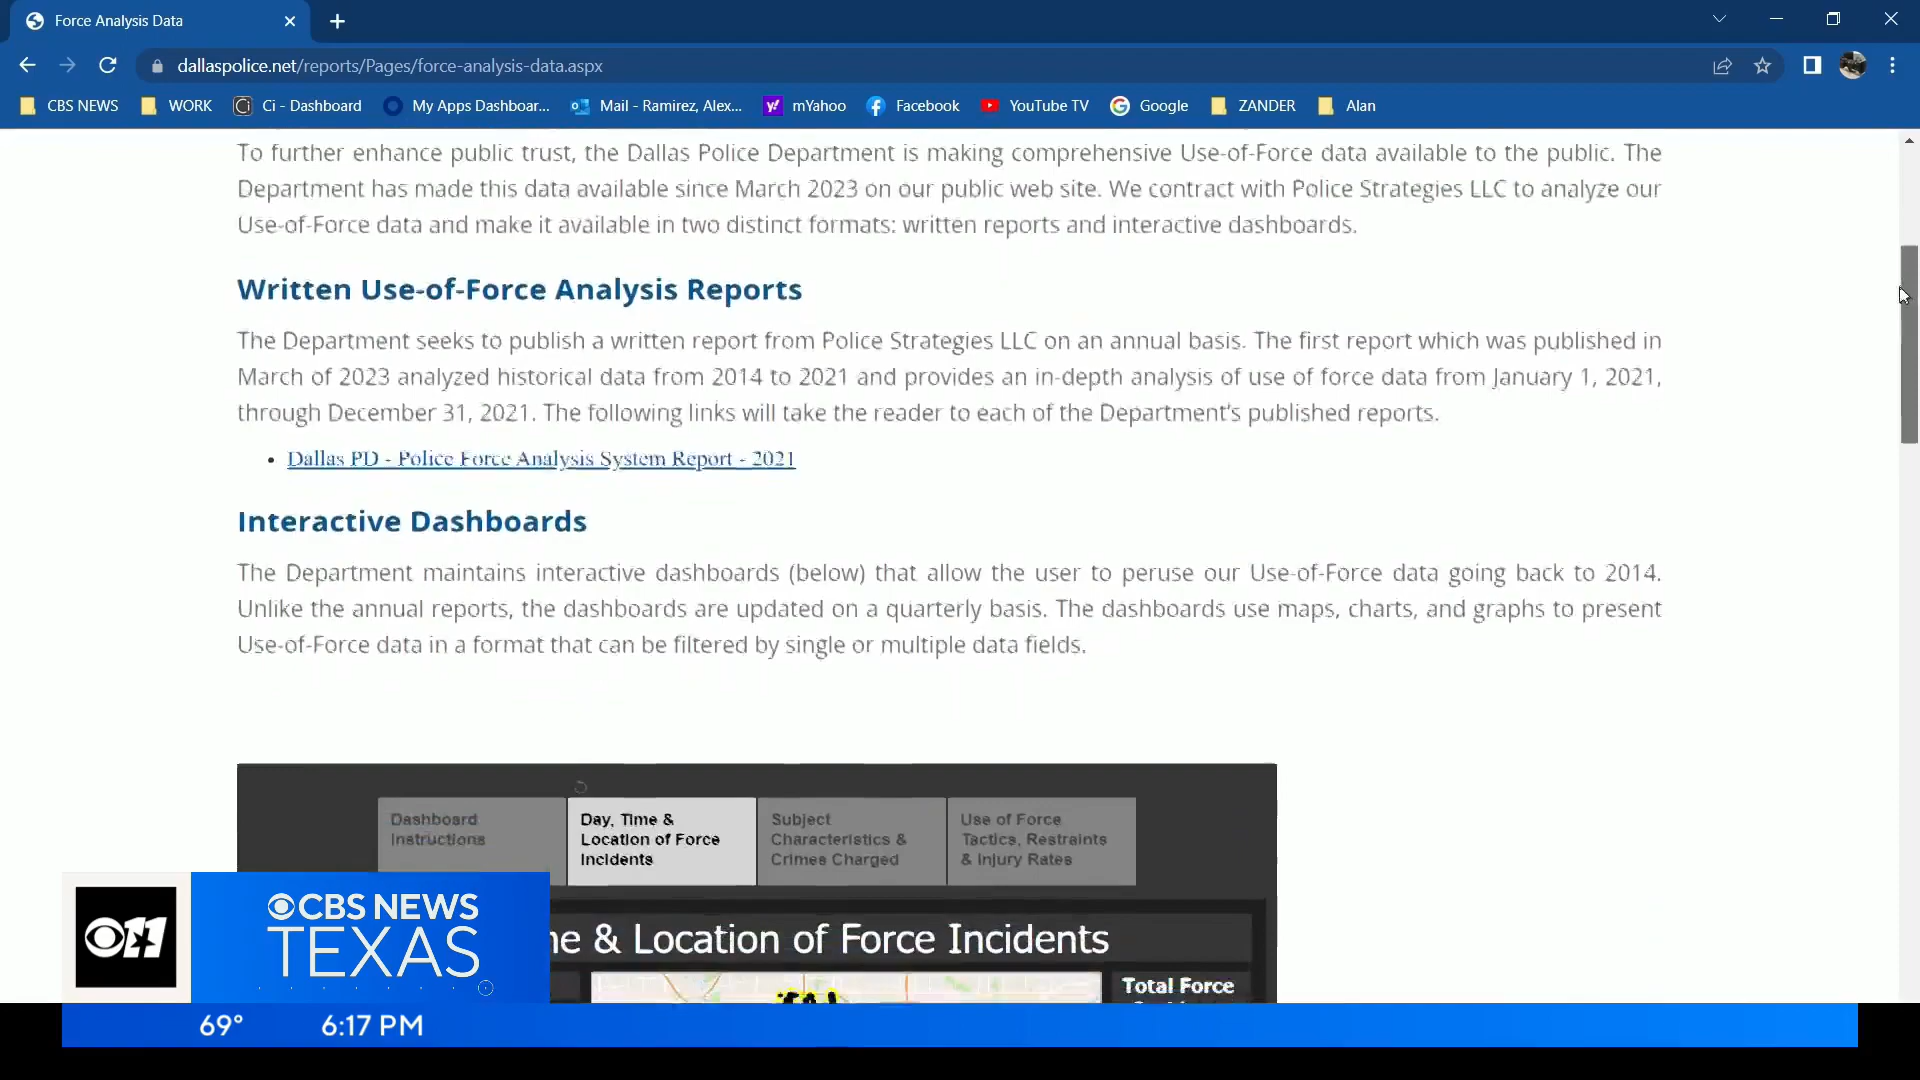 Force Analysis Data
dallaspolice.net/reports/Pages/force-analysis-data.aspx
CBS NEWS WORK Ci - Dashboard My Apps Dashboar... Mail - Ramirez, Alex... mYahoo Facebook YouTube TV Google ZANDER Alan
To further enhance public trust, the Dallas Police Department is making comprehensive Use-of-Force data available to the public. The
Department has made this data available since March 2023 on our public web site. We contract with Police Strategies LLC to analyze our
Use-of-Force data and make it available in two distinct formats: written reports and interactive dashboards.
Written Use-of-Force Analysis Reports
The Department seeks to publish a written report from Police Strategies LLC on an annual basis. The first report which was published in
March of 2023 analyzed historical data from 2014 to 2021 and provides an in-depth analysis of use of force data from January 1, 2021,
through December 31, 2021. The following links will take the reader to each of the Department's published reports.
• Dallas PD - Police Force Analysis System Report - 2021
Interactive Dashboards
The Department maintains interactive dashboards (below) that allow the user to peruse our Use-of-Force data going back to 2014.
Unlike the annual reports, the dashboards are updated on a quarterly basis. The dashboards use maps, charts, and graphs to present
Use-of-Force data in a format that can be filtered by single or multiple data fields.
Dashboard
Instructions
Day, Time &
Location of Force
Incidents
Subject
Characteristics &
Crimes Charged
Use of Force
Tactics, Restraints
& Injury Rates
ne & Location of Force Incidents
Total Force
11
CBS NEWS
TEXAS
69° 6:17 PM